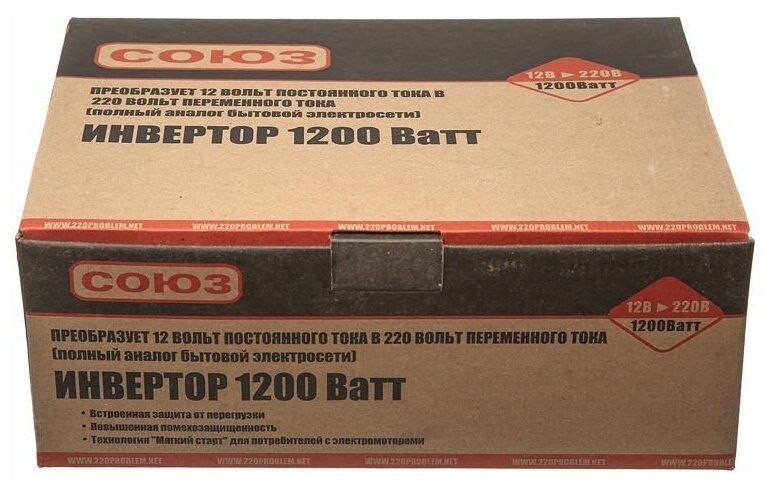 СОЮЗ
12В ► 220В
1200Ватт
ПРЕОБРАЗУЕТ 12 ВОЛЬТ ПОСТОЯННОГО ТОКА В
220 ВОЛЬТ ПЕРЕМЕННОГО ТОКА
(полный аналог бытовой электросети)
ИНВЕРТОР 1200 Ватт
WWW.220PROBLEM.NET WWW.220PROBLEM.NET WWW.220PROBLEM.NET WWW.220PROBLEM.NET
СОЮЗ
12В ► 220В
1200Ватт
ПРЕОБРАЗУЕТ 12 ВОЛЬТ ПОСТОЯННОГО ТОКА В 220 ВОЛЬТ ПЕРЕМЕННОГО ТОКА
(полный аналог бытовой электросети)
ИНВЕРТОР 1200 Ватт
• Встроенная защита от перегрузки
• Повышенная помехозащищенность
• Технология "Мягкий старт" для потребителей с электромоторами
WWW.220PROBLEM.NET WWW.220PROBLEM.NET WWW.220PROBLEM.NET WWW.220PROBLEM.NET